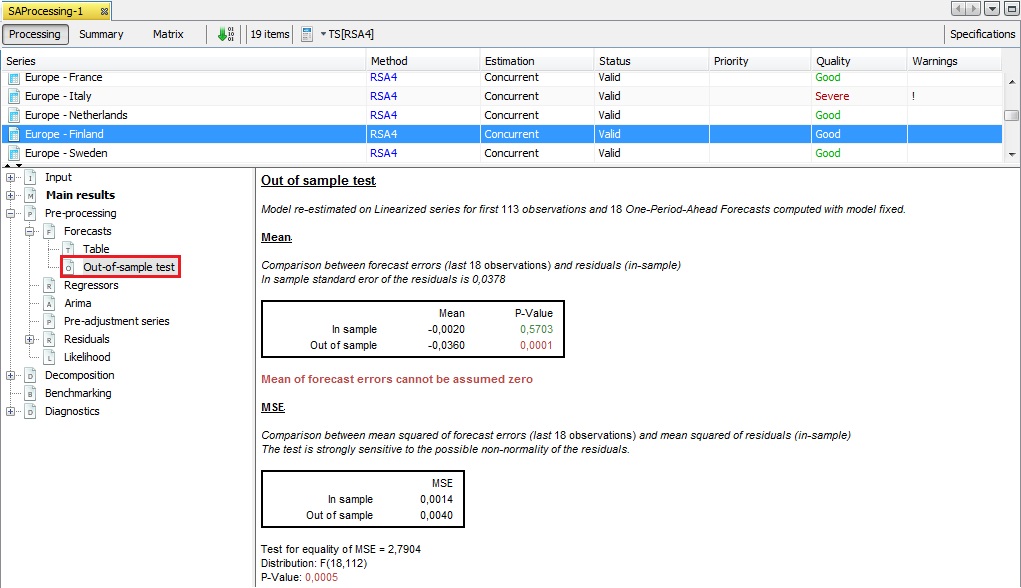 SAProcessing-1
Processing Summary Matrix 19 items TS[RSA4] Specifications
Series Method Estimation Status Priority Quality Warnings
Europe - France RSA4 Concurrent Valid Good
Europe - Italy RSA4 Concurrent Valid Severe !
Europe - Netherlands RSA4 Concurrent Valid Good
Europe - Finland RSA4 Concurrent Valid Good
Europe - Sweden RSA4 Concurrent Valid Good
I Input
M Main results
P Pre-processing
F Forecasts
T Table
O Out-of-sample test
R Regressors
A Arima
P Pre-adjustment series
R Residuals
L Likelihood
D Decomposition
B Benchmarking
D Diagnostics
Out of sample test
Model re-estimated on Linearized series for first 113 observations and 18 One-Period-Ahead Forecasts computed with model fixed.
Mean
Comparison between forecast errors (last 18 observations) and residuals (in-sample)
In sample standard eror of the residuals is 0,0378
Mean P-Value
In sample -0,0020 0,5703
Out of sample -0,0360 0,0001
Mean of forecast errors cannot be assumed zero
MSE
Comparison between mean squared of forecast errors (last 18 observations) and mean squared of residuals (in-sample)
The test is strongly sensitive to the possible non-normality of the residuals.
MSE
In sample 0,0014
Out of sample 0,0040
Test for equality of MSE = 2,7904
Distribution: F(18,112)
P-Value: 0,0005